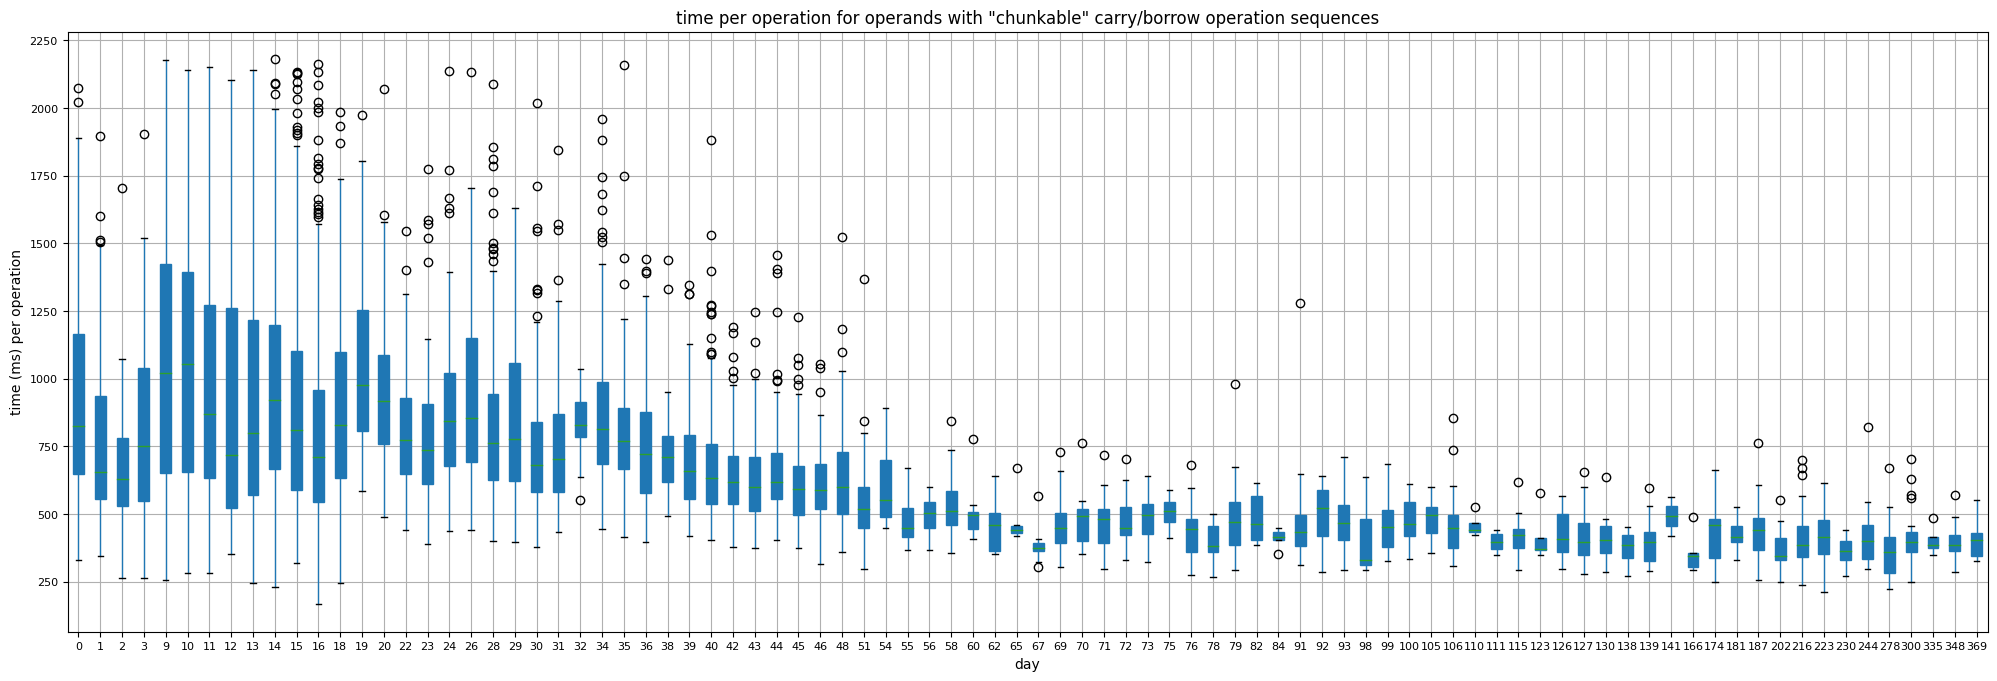 time per operation for operands with "chunkable" carry/borrow operation sequences
2250
2000
1750
1500
1250
1000
750
500
250
time (ms) per operation
0 1 2 3 9 10 11 12 13 14 15 16 18 19 20 22 23 24 26 28 29 30 31 32 34 35 36 38 39 40 42 43 44 45 46 48 51 54 55 56 58 60 62 65 67 69 70 71 72 73 75 76 78 79 82 84 91 92 93 98 99 100 105 106 110 111 115 123 126 127 130 138 139 141 166 174 181 187 202 216 223 230 244 278 300 335 348 369
day